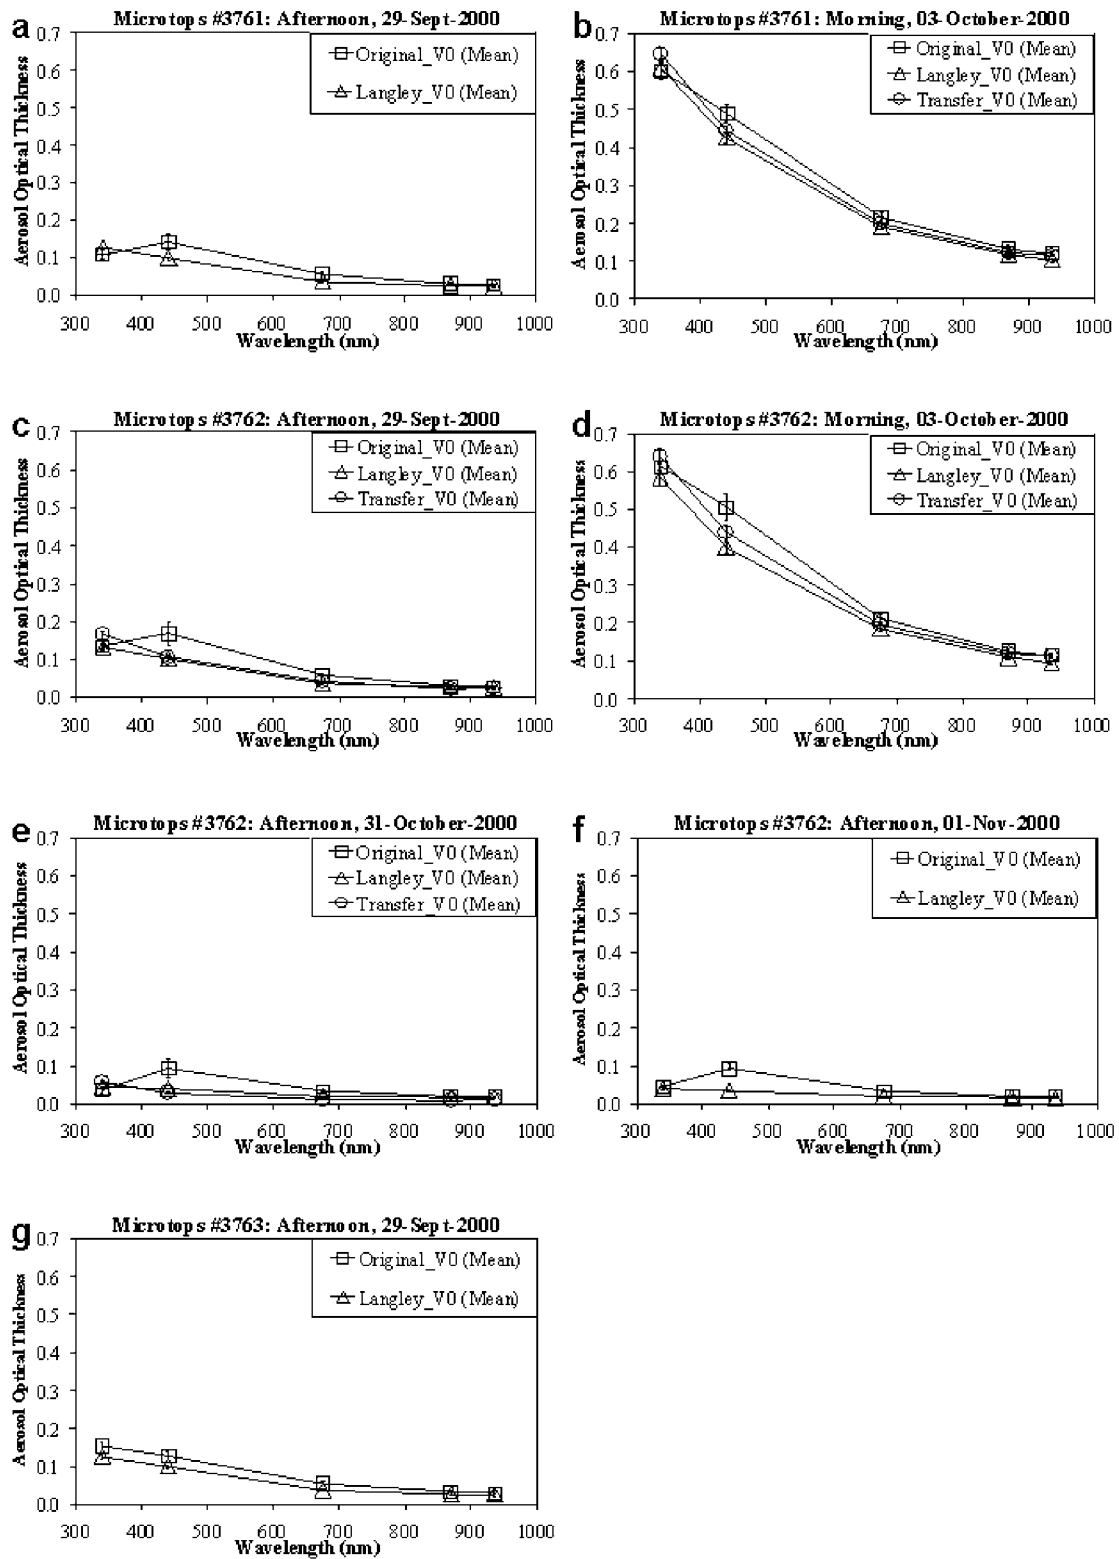 a
Microtops #3761: Afternoon, 29-Sept-2000
Aerosol Optical Thickness
0.7
0.6
0.5
0.4
0.3
0.2
0.1
0.0
Original_V0 (Mean)
Langley_V0 (Mean)
300 400 500 600 700 800 900 1000
Wavelength (nm)
b
Microtops #3761: Morning, 03-October-2000
Aerosol Optical Thickness
0.7
0.6
0.5
0.4
0.3
0.2
0.1
0.0
Original_V0 (Mean)
Langley_V0 (Mean)
Transfer_V0 (Mean)
300 400 500 600 700 800 900 1000
Wavelength (nm)
c
Microtops #3762: Afternoon, 29-Sept-2000
Aerosol Optical Thickness
0.7
0.6
0.5
0.4
0.3
0.2
0.1
0.0
Original_V0 (Mean)
Langley_V0 (Mean)
Transfer_V0 (Mean)
300 400 500 600 700 800 900 1000
Wavelength (nm)
d
Microtops #3762: Morning, 03-October-2000
Aerosol Optical Thickness
0.7
0.6
0.5
0.4
0.3
0.2
0.1
0.0
Original_V0 (Mean)
Langley_V0 (Mean)
Transfer_V0 (Mean)
300 400 500 600 700 800 900 1000
Wavelength (nm)
e
Microtops #3762: Afternoon, 31-October-2000
Aerosol Optical Thickness
0.7
0.6
0.5
0.4
0.3
0.2
0.1
0.0
Original_V0 (Mean)
Langley_V0 (Mean)
Transfer_V0 (Mean)
300 400 500 600 700 800 900 1000
Wavelength (nm)
f
Microtops #3762: Afternoon, 01-Nov-2000
Aerosol Optical Thickness
0.7
0.6
0.5
0.4
0.3
0.2
0.1
0.0
Original_V0 (Mean)
Langley_V0 (Mean)
300 400 500 600 700 800 900 1000
Wavelength (nm)
g
Microtops #3763: Afternoon, 29-Sept-2000
Aerosol Optical Thickness
0.7
0.6
0.5
0.4
0.3
0.2
0.1
0.0
Original_V0 (Mean)
Langley_V0 (Mean)
300 400 500 600 700 800 900 1000
Wavelength (nm)